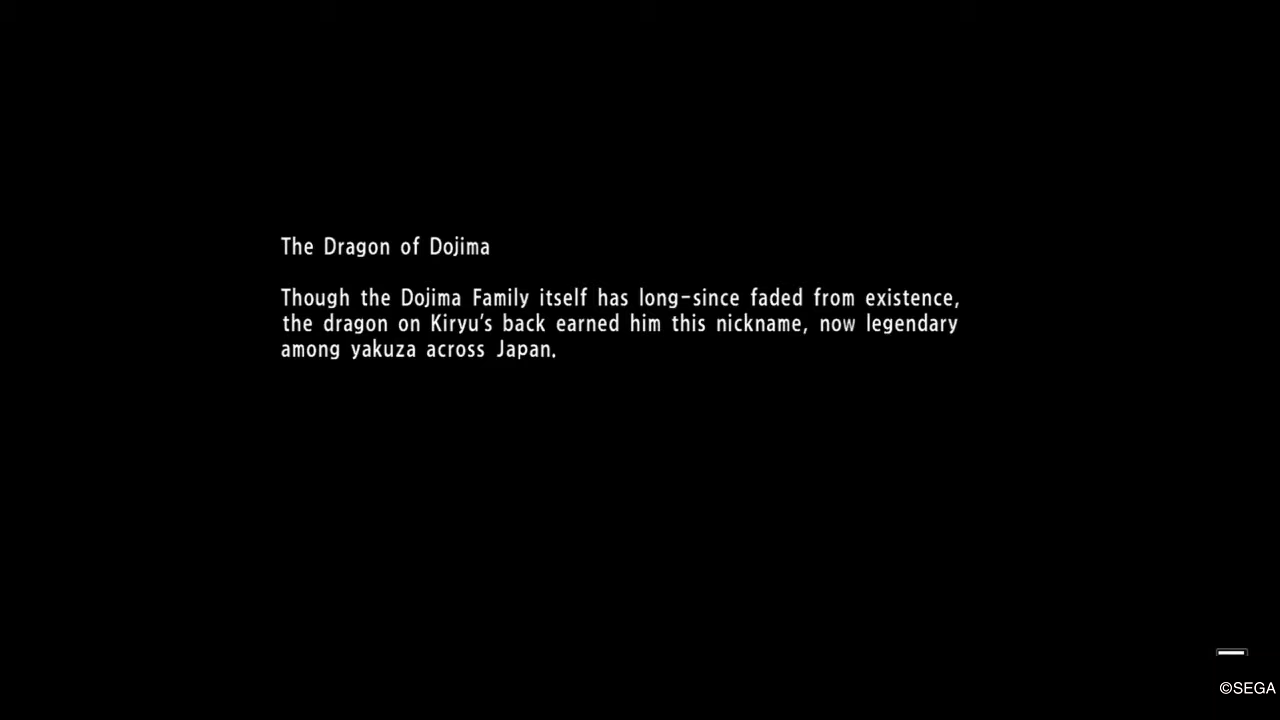 The Dragon of Dojima
Though the Dojima Family itself has long-since faded from existence,
the dragon on Kiryu's back earned him this nickname, now legendary
among yakuza across Japan.
©SEGA